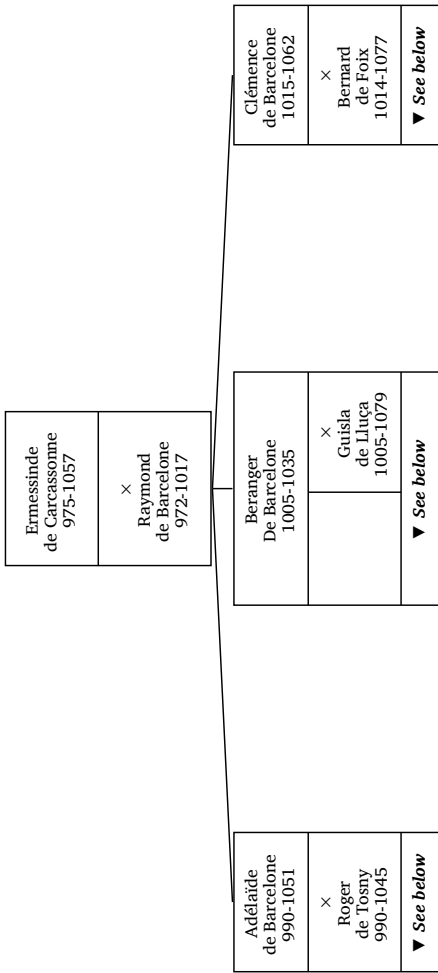 Ermessinde
de Carcassonne
975-1057
×
Raymond
de Barcelone
972-1017
Adélaïde
de Barcelone
990-1051
×
Roger
de Tosny
990-1045
▼ See below
Beranger
De Barcelone
1005-1035
×
Guisla
de Lluça
1005-1079
▼ See below
Clémence
de Barcelone
1015-1062
×
Bernard
de Foix
1014-1077
▼ See below